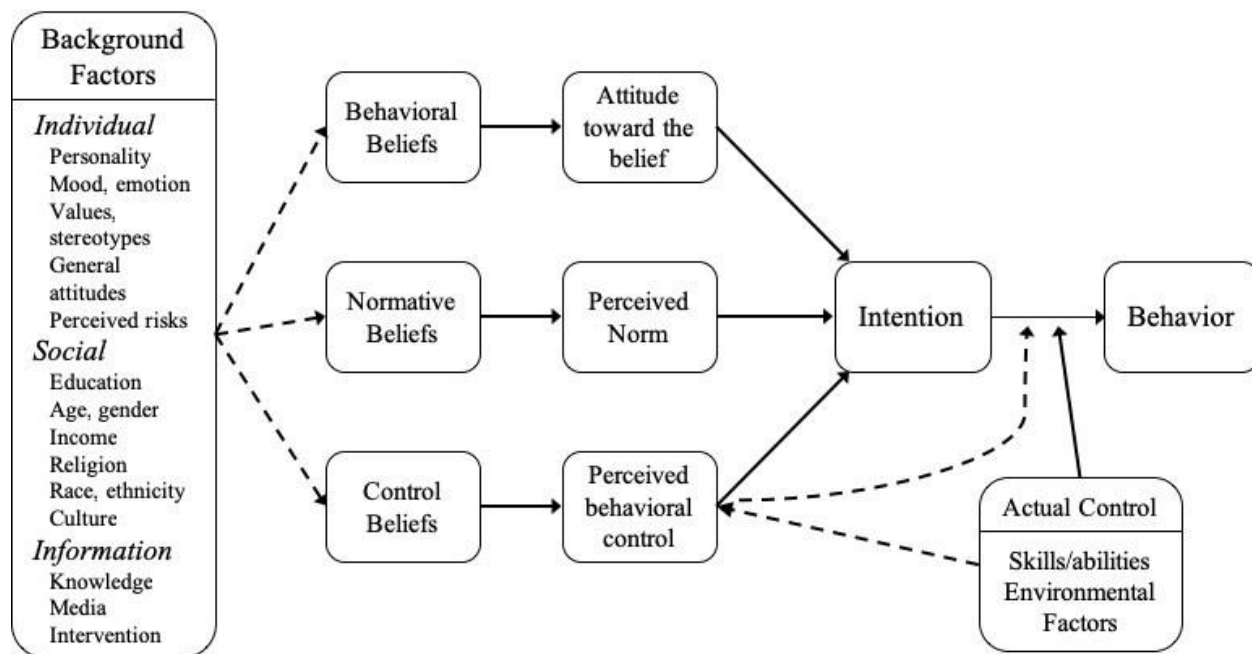 Background
Factors
Individual
Personality
Mood, emotion
Values,
stereotypes
General
attitudes
Perceived risks
Social
Education
Age, gender
Income
Religion
Race, ethnicity
Culture
Information
Knowledge
Media
Intervention
Behavioral
Beliefs
Attitude
toward the
belief
Normative
Beliefs
Perceived
Norm
Control
Beliefs
Perceived
behavioral
control
Intention
Behavior
Actual Control
Skills/abilities
Environmental
Factors